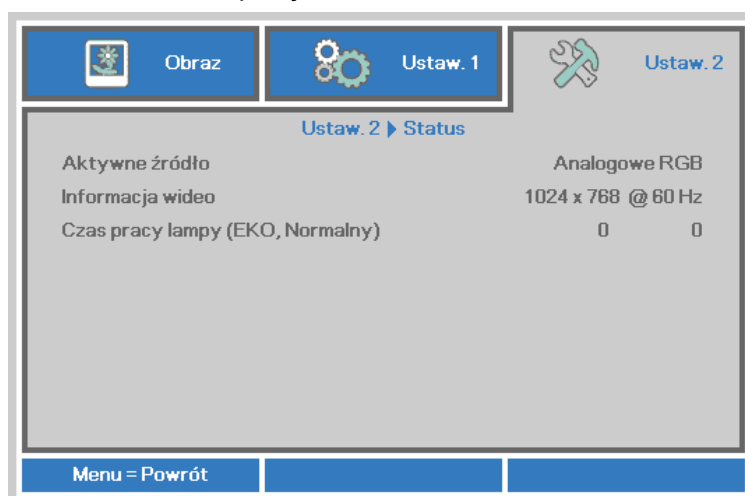 Obraz Ustaw. 1 Ustaw. 2
Ustaw. 2 Status
Aktywne źródło Analogowe RGB
Informacja wideo 1024 x 768 @ 60 Hz
Czas pracy lampy (EKO, Normalny) 0 0
Menu = Powrót